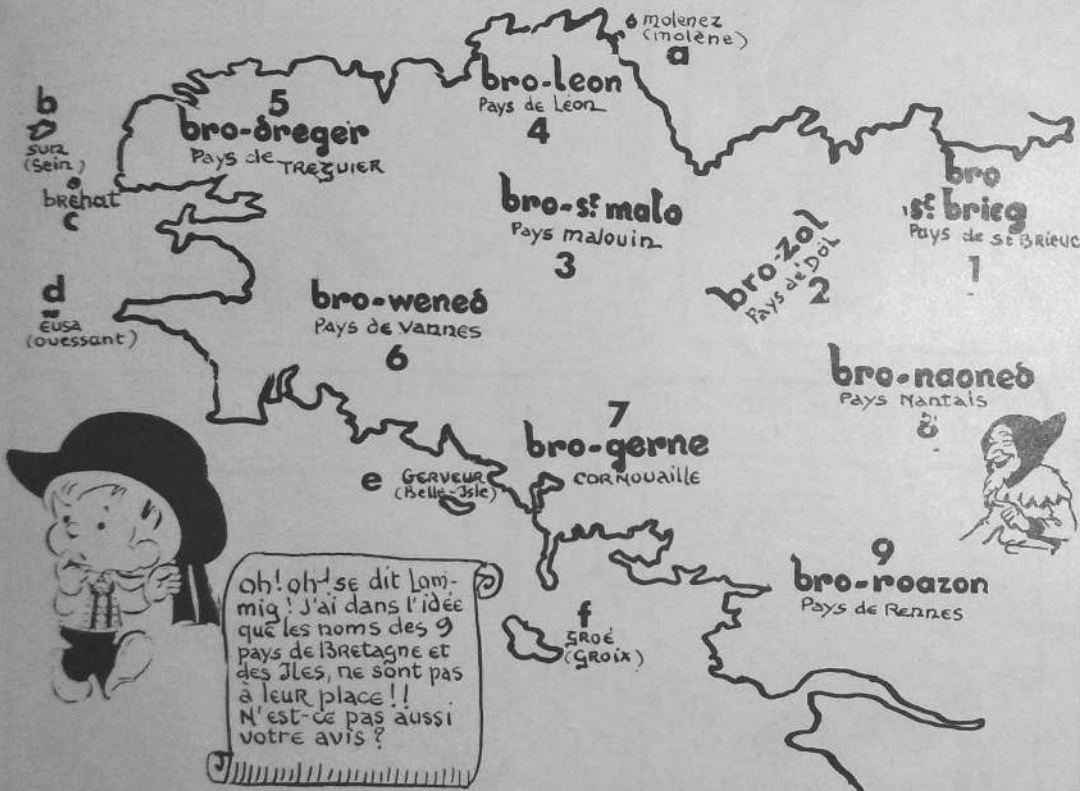 molenez
(molène)
a
bro-leon
Pays de Léon
4
b
sun
(Sein)
5
bro-dreger
Pays de TREGUIER
bréhat
c
bro-st malo
Pays malouin
3
bro-zol
Pays de Dol
2
bro
st brieg
Pays de St BRIEUC
1
d
EUSA
(ouessant)
bro-wened
Pays de Vannes
6
bro-naoned
Pays Nantais
8
7
bro-gerne
CORNOUAILLE
e GERVEUR
(Belle-Isle)
9
bro-roazon
Pays de Rennes
f
GROÉ
(GROIX)
oh! oh! se dit Lom-
mig! J'ai dans l'idée
que les noms des 9
pays de BRetagne et
des Iles, ne sont pas
à leur place!!
N'est-ce pas aussi
votre avis?